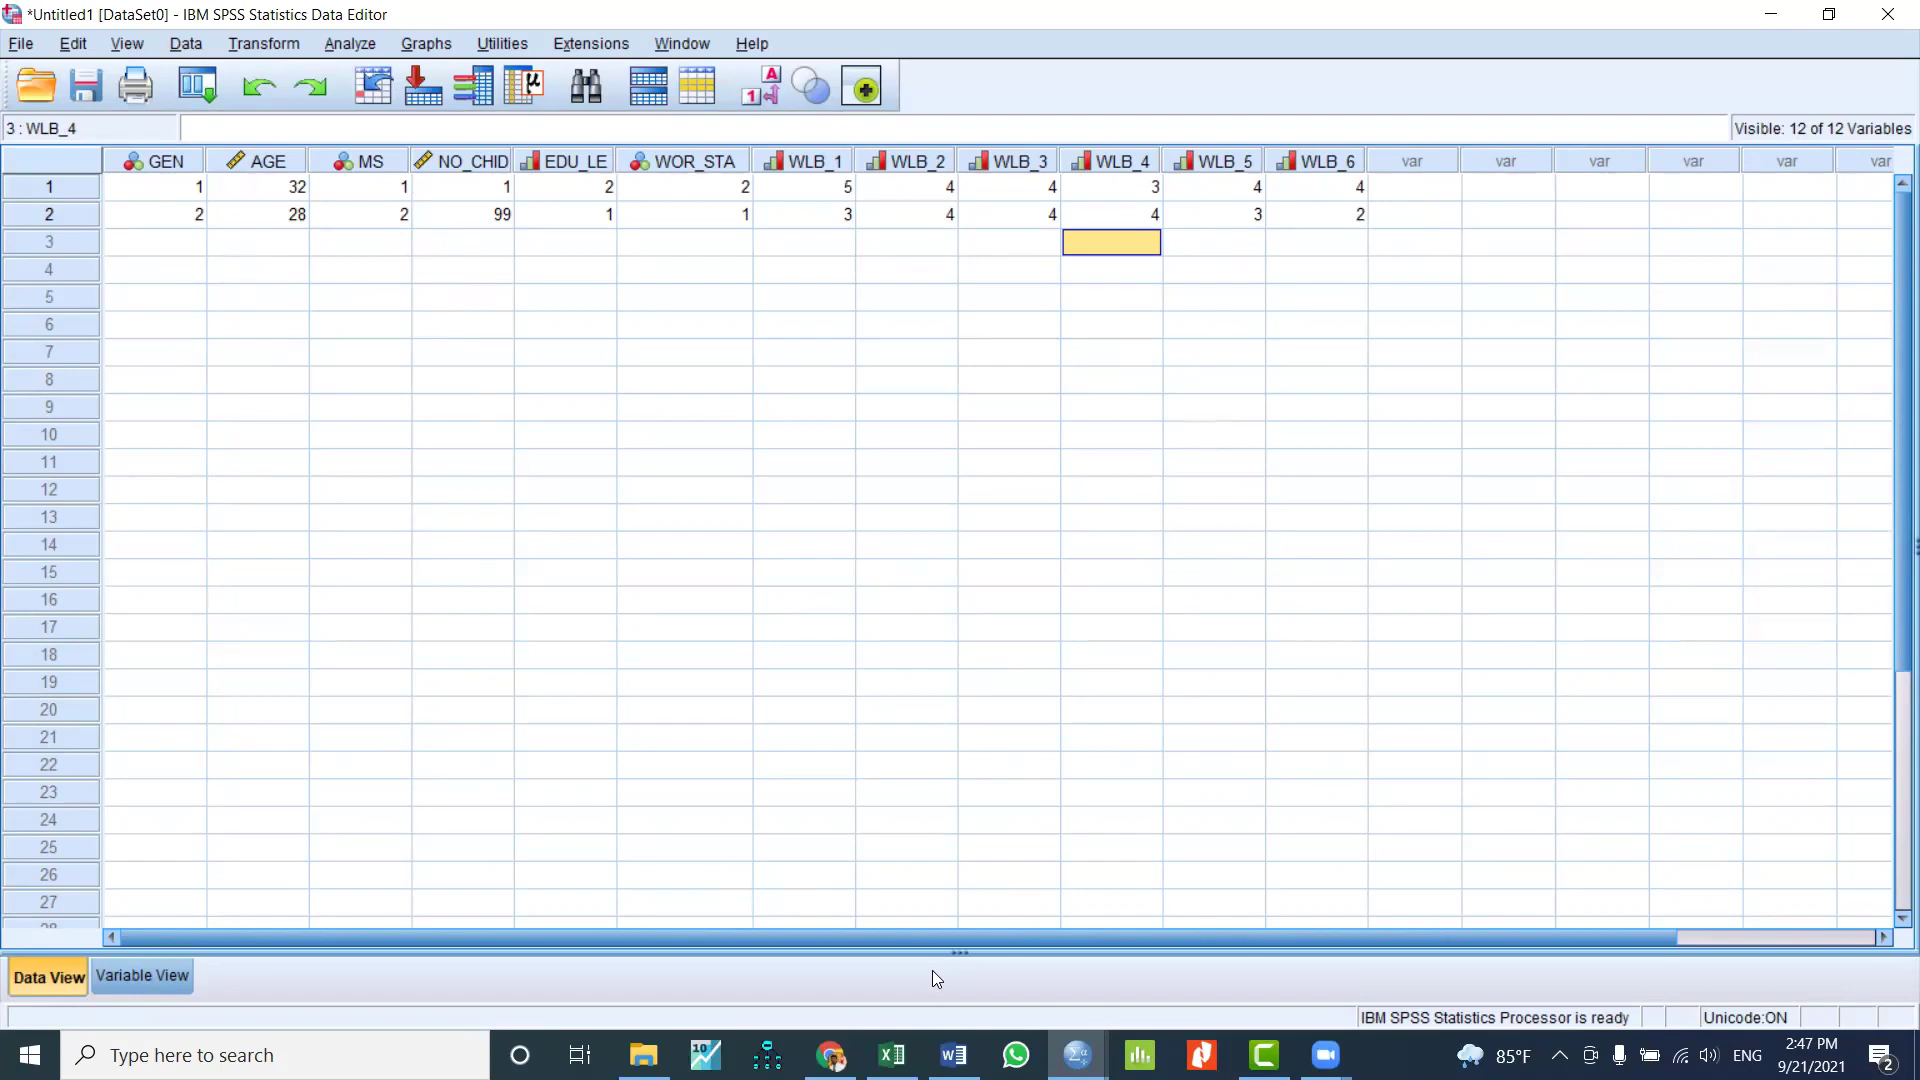 *Untitled1 [DataSet0] - IBM SPSS Statistics Data Editor
File Edit View Data Transform Analyze Graphs Utilities Extensions Window Help
3 : WLB_4
Visible: 12 of 12 Variables
GEN AGE MS NO_CHID EDU_LE WOR_STA WLB_1 WLB_2 WLB_3 WLB_4 WLB_5 WLB_6 var var var var var var
1 1 32 1 1 2 2 5 4 4 3 4 4
2 2 28 2 99 1 1 3 4 4 4 3 2
3
4
5
6
7
8
9
10
11
12
13
14
15
16
17
18
19
20
21
22
23
24
25
26
27
28
Data View Variable View
IBM SPSS Statistics Processor is ready Unicode:ON
Type here to search
85°F
ENG
2:47 PM
9/21/2021
2